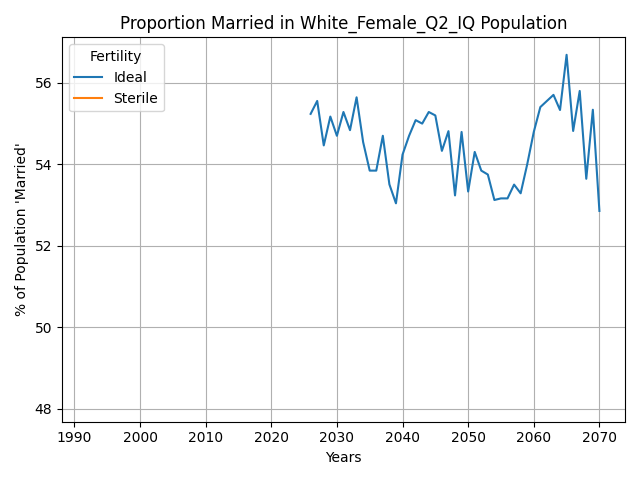 Proportion Married in White_Female_Q2_IQ Population
Fertility
Ideal
Sterile
% of Population 'Married'
56
54
52
50
48
1990 2000 2010 2020 2030 2040 2050 2060 2070
Years